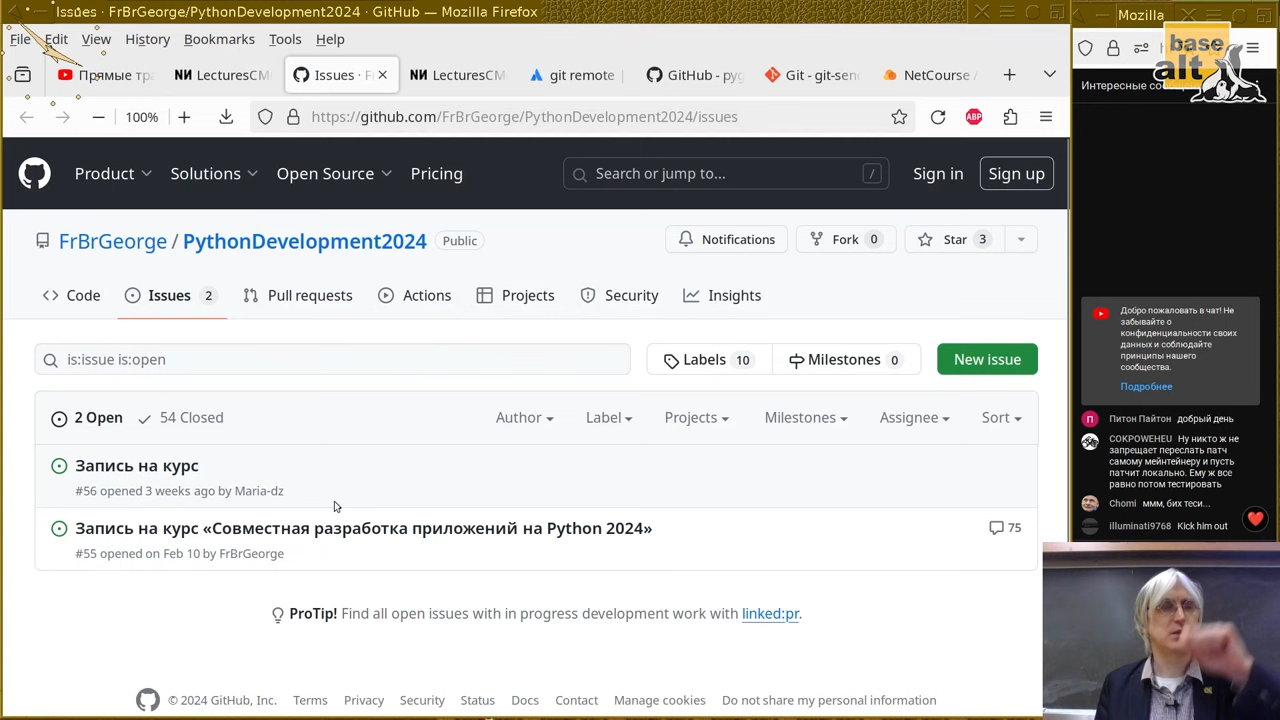 Issues · FrBrGeorge/PythonDevelopment2024 · GitHub — Mozilla Firefox
File Edit View History Bookmarks Tools Help
Прямые тра
LecturesCM
Issues · F
LecturesCM
git remote
GitHub - pyg
Git - git-sen
NetCourse
100%
https://github.com/FrBrGeorge/PythonDevelopment2024/issues
ABP
Product
Solutions
Open Source
Pricing
Search or jump to...
/
Sign in
Sign up
FrBrGeorge / PythonDevelopment2024
Public
Notifications
Fork 0
Star 3
Code
Issues 2
Pull requests
Actions
Projects
Security
Insights
is:issue is:open
Labels 10
Milestones 0
New issue
2 Open
54 Closed
Author
Label
Projects
Milestones
Assignee
Sort
Запись на курс
#56 opened 3 weeks ago by Maria-dz
Запись на курс «Совместная разработка приложений на Python 2024»
75
#55 opened on Feb 10 by FrBrGeorge
ProTip! Find all open issues with in progress development work with linked:pr.
© 2024 GitHub, Inc.
Terms
Privacy
Security
Status
Docs
Contact
Manage cookies
Do not share my personal information
Mozilla
base
alt
Интересные
Добро пожаловать в чат! Не
забывайте о
конфиденциальности своих
данных и соблюдайте
принципы нашего
сообщества.
Подробнее
П
Питон Пайтон добрый день
COKPOWEHEU Ну никто ж не
запрещает переслать патч
самому мейнтейнеру и пусть
патчит локально. Ему ж все
равно потом тестировать
Chomi ммм, бих теси...
illuminati9768 Kick him out